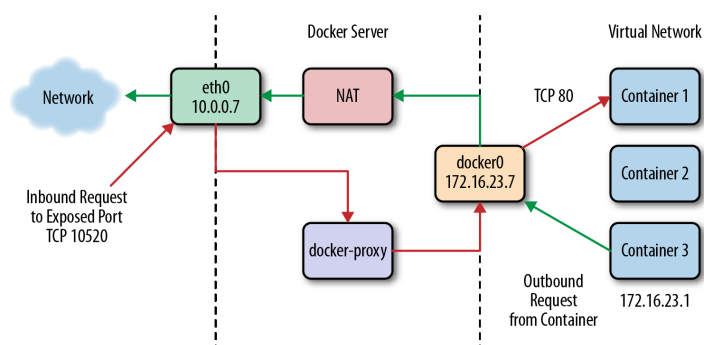 Docker Server
Virtual Network
Network
eth0
10.0.0.7
NAT
TCP 80
Container 1
docker0
172.16.23.7
Container 2
Inbound Request
to Exposed Port
TCP 10520
docker-proxy
Container 3
Outbound
Request
from Container
172.16.23.1